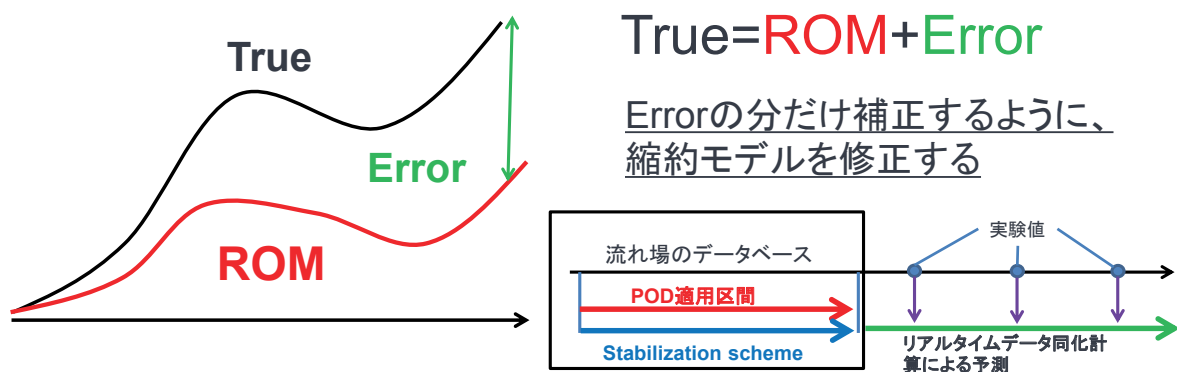 True
Error
ROM
True=ROM+Error
Errorの分だけ補正するように、
縮約モデルを修正する
実験値
流れ場のデータベース
POD適用区間
Stabilization scheme
リアルタイムデータ同化計
算による予測